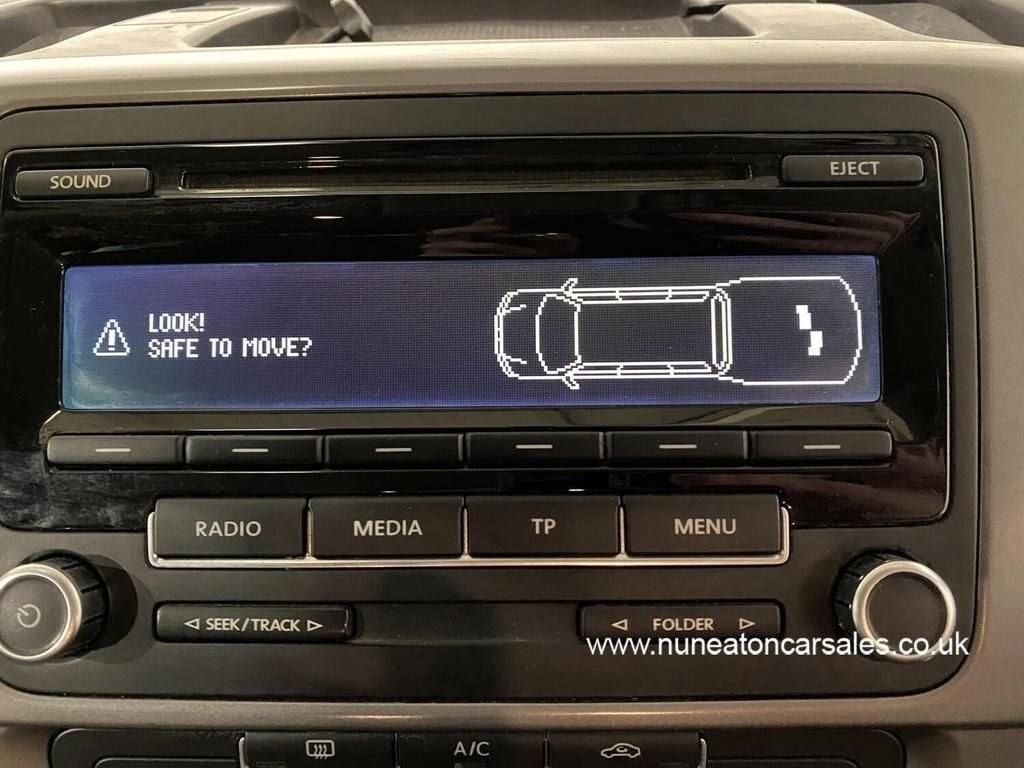 SOUND
EJECT
LOOK!
SAFE TO MOVE?
RADIO
MEDIA
TP
MENU
SEEK/TRACK
FOLDER
www.nuneatoncarsales.co.uk
A/C